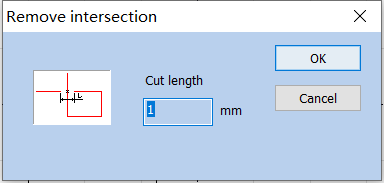 Remove intersection
OK
Cut length
L
1 mm
Cancel